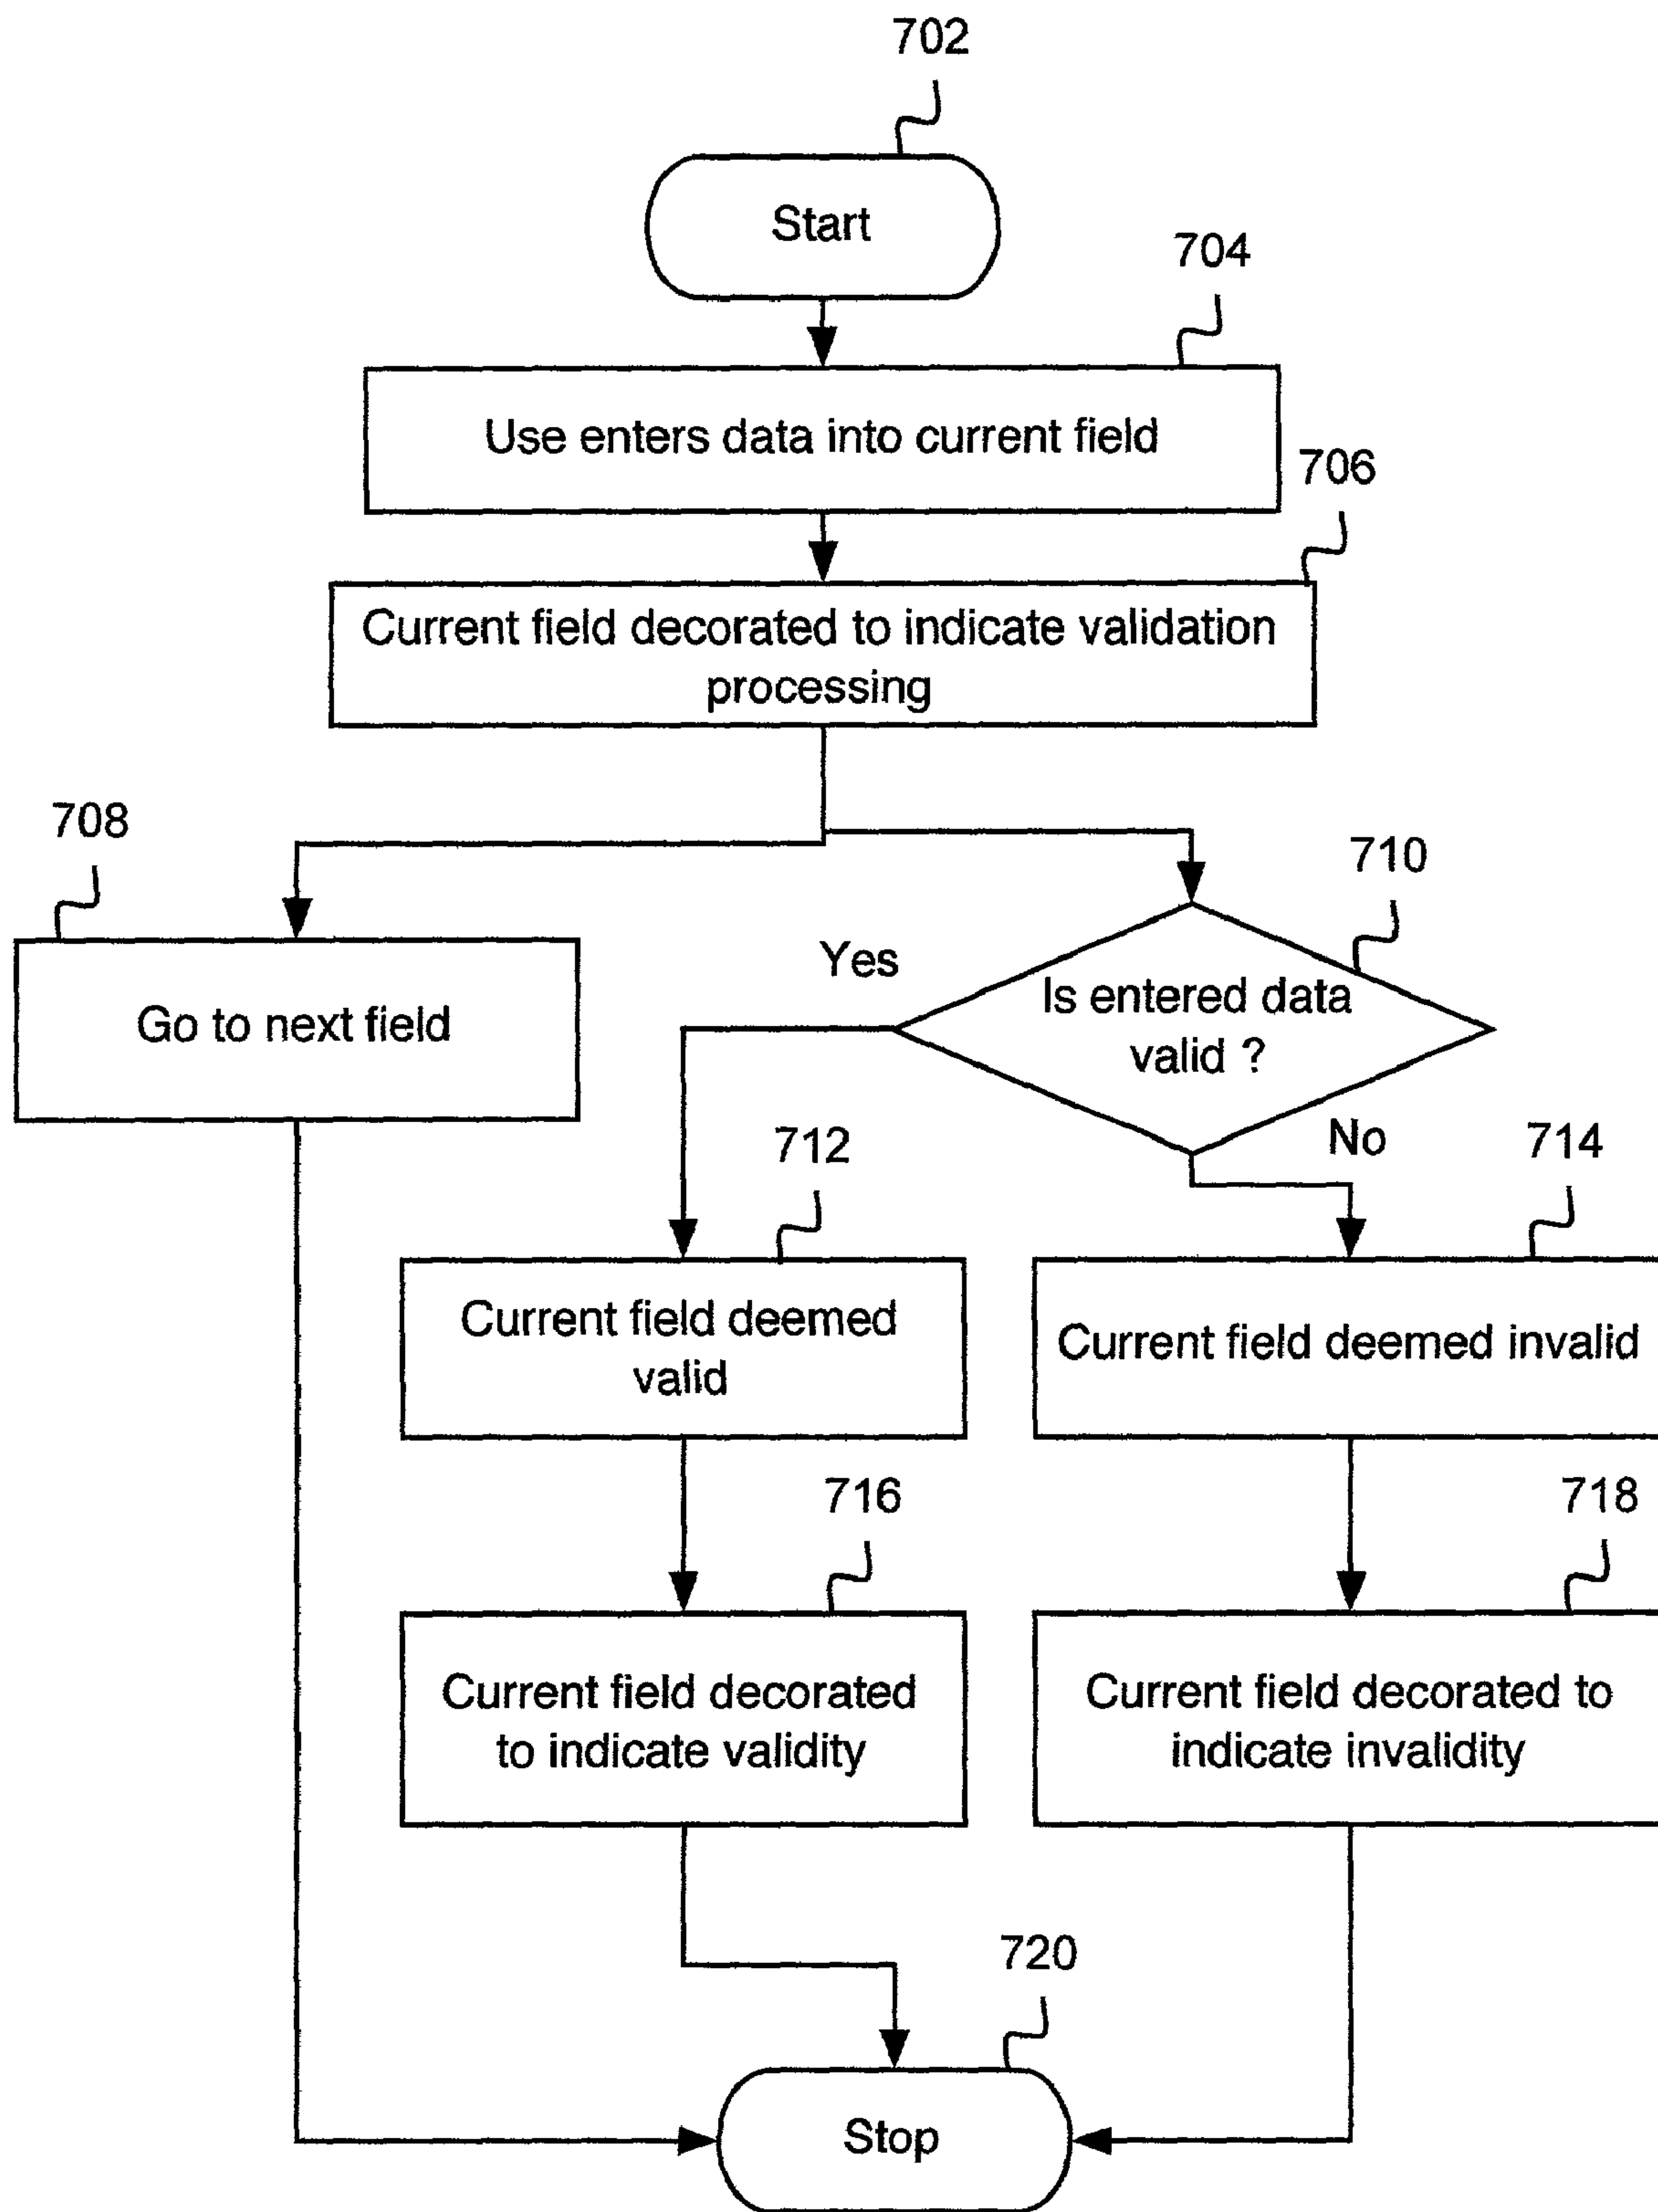 702
Start
704
Use enters data into current field
706
Current field decorated to indicate validation
processing
708
710
Yes
Is entered data
valid ?
Go to next field
No
712
714
Current field deemed
valid
Current field deemed invalid
716
718
Current field decorated
to indicate validity
Current field decorated to
indicate invalidity
720
Stop